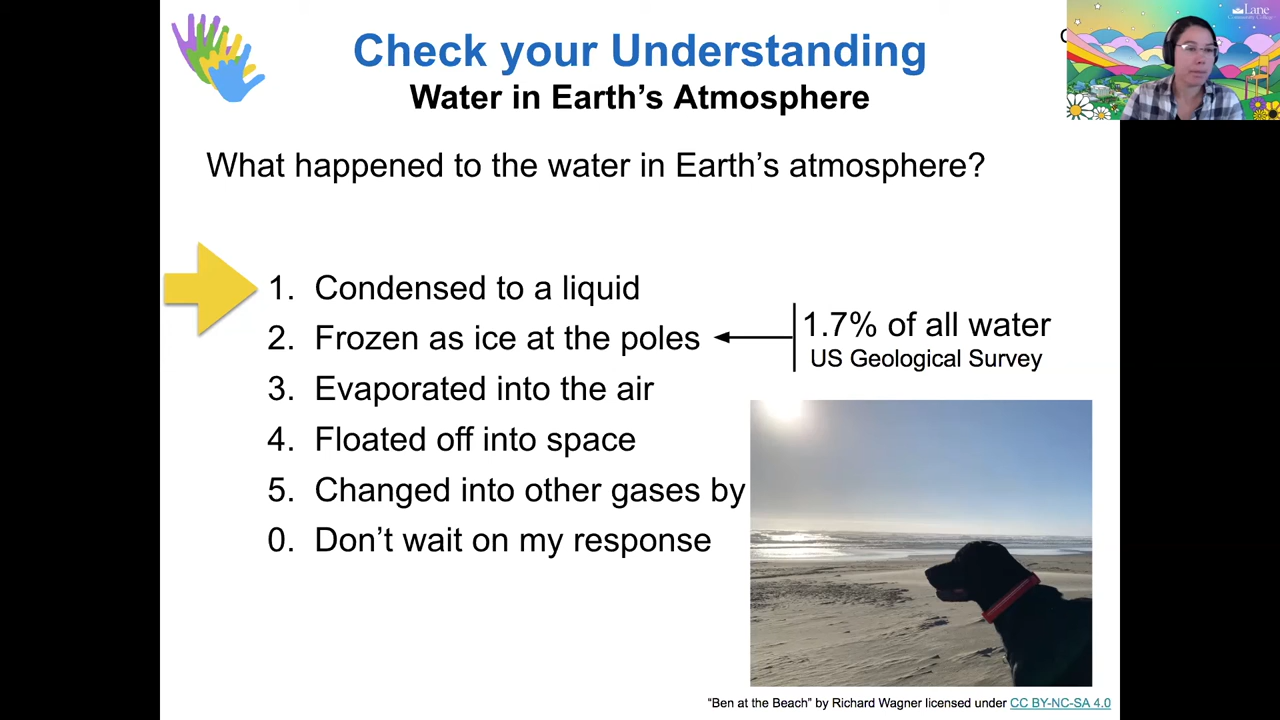 Check your Understanding
Water in Earth's Atmosphere
What happened to the water in Earth's atmosphere?
1. Condensed to a liquid
2. Frozen as ice at the poles
3. Evaporated into the air
4. Floated off into space
5. Changed into other gases by
0. Don't wait on my response
1.7% of all water
US Geological Survey
“Ben at the Beach” by Richard Wagner licensed under CC BY-NC-SA 4.0
Lane
Community College